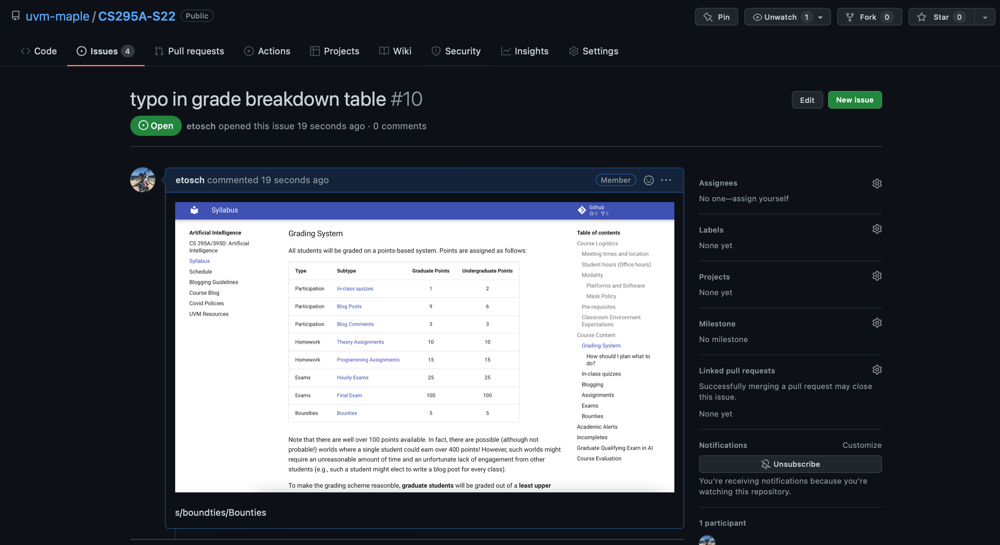 uvm-maple / CS295A-S22 Public
Pin
Unwatch 1
Fork 0
Star 0
Code
Issues 4
Pull requests
Actions
Projects
Wiki
Security
Insights
Settings
typo in grade breakdown table #10
Edit
New issue
Open
etosch opened this issue 19 seconds ago · 0 comments
etosch commented 19 seconds ago
Member
Syllabus
Github
0 0
Artificial Intelligence
CS 295A/395D: Artificial
Intelligence
Syllabus
Schedule
Blogging Guidelines
Course Blog
Covid Policies
UVM Resources
Grading System
All students will be graded on a points-based system. Points are assigned as follows:
Type Subtype Graduate Points Undergraduate Points
Participation In-class quizzes 1 2
Participation Blog Posts 9 6
Participation Blog Comments 3 3
Homework Theory Assignments 10 10
Homework Programming Assignments 15 15
Exams Hourly Exams 25 25
Exams Final Exam 100 100
Boundties Bounties 5 5
Note that there are well over 100 points available. In fact, there are possible (although not
probable!) worlds where a single student could earn over 400 points! However, such worlds might
require an unreasonable amount of time and an unfortunate lack of engagement from other
students (e.g., such a student might elect to write a blog post for every class).
To make the grading scheme reasonble, graduate students will be graded out of a least upper
Table of contents
Course Logistics
Meeting times and location
Student hours (Office hours)
Modality
Platforms and Software
Mask Policy
Pre-requisites
Classroom Environment
Expectations
Course Content
Grading System
How should I plan what to
do?
In-class quizzes
Blogging
Assignments
Exams
Bounties
Academic Alerts
Incompletes
Graduate Qualifying Exam in AI
Course Evaluation
s/boundties/Bounties
Assignees
No one—assign yourself
Labels
None yet
Projects
None yet
Milestone
No milestone
Linked pull requests
Successfully merging a pull request may close
this issue.
None yet
Notifications
Customize
Unsubscribe
You’re receiving notifications because you’re
watching this repository.
1 participant